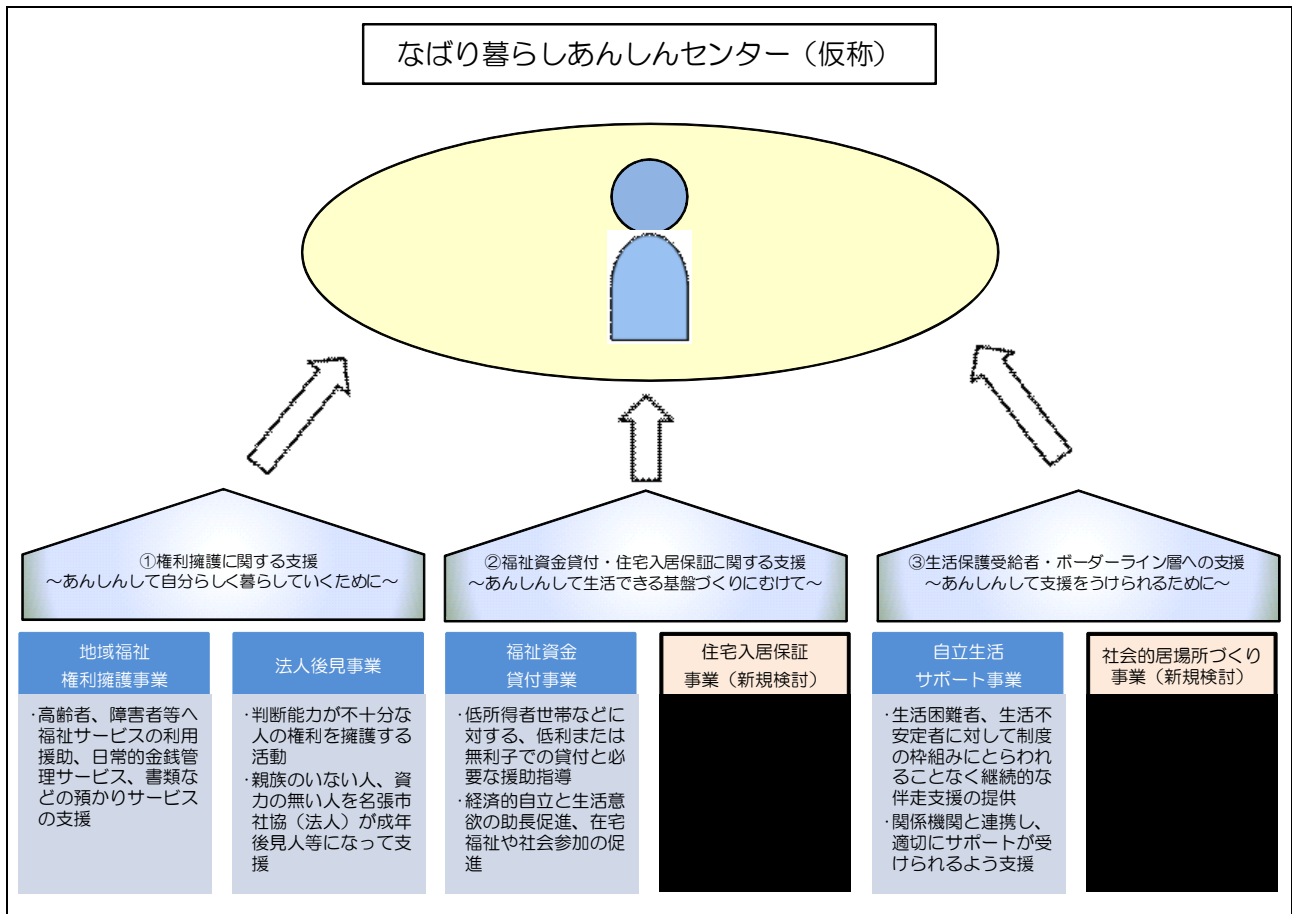 なばり暮らしあんしんセンター（仮称）
①権利擁護に関する支援
～あんしんして自分らしく暮らしていくために～
②福祉資金貸付・住宅入居保証に関する支援
～あんしんして生活できる基盤づくりにむけて～
③生活保護受給者・ボーダーライン層への支援
～あんしんして支援をうけられるために～
地域福祉
権利擁護事業
・高齢者、障害者等へ
福祉サービスの利用
援助、日常的金銭管
理サービス、書類な
どの預かりサービス
の支援
法人後見事業
・判断能力が不十分な
人の権利を擁護する
活動
・親族のいない人、資
力の無い人を名張市
社協（法人）が成年
後見人等になって支
援
福祉資金
貸付事業
・低所得者世帯などに
対する、低利または
無利子での貸付と必
要な援助指導
・経済的自立と生活意
欲の助長促進、在宅
福祉や社会参加の促
進
住宅入居保証
事業（新規検討）
自立生活
サポート事業
・生活困難者、生活不
安定者に対して制度
の枠組みにとらわれ
ることなく継続的な
伴走支援の提供
・関係機関と連携し、
適切にサポートが受
けられるよう支援
社会的居場所づくり
事業（新規検討）